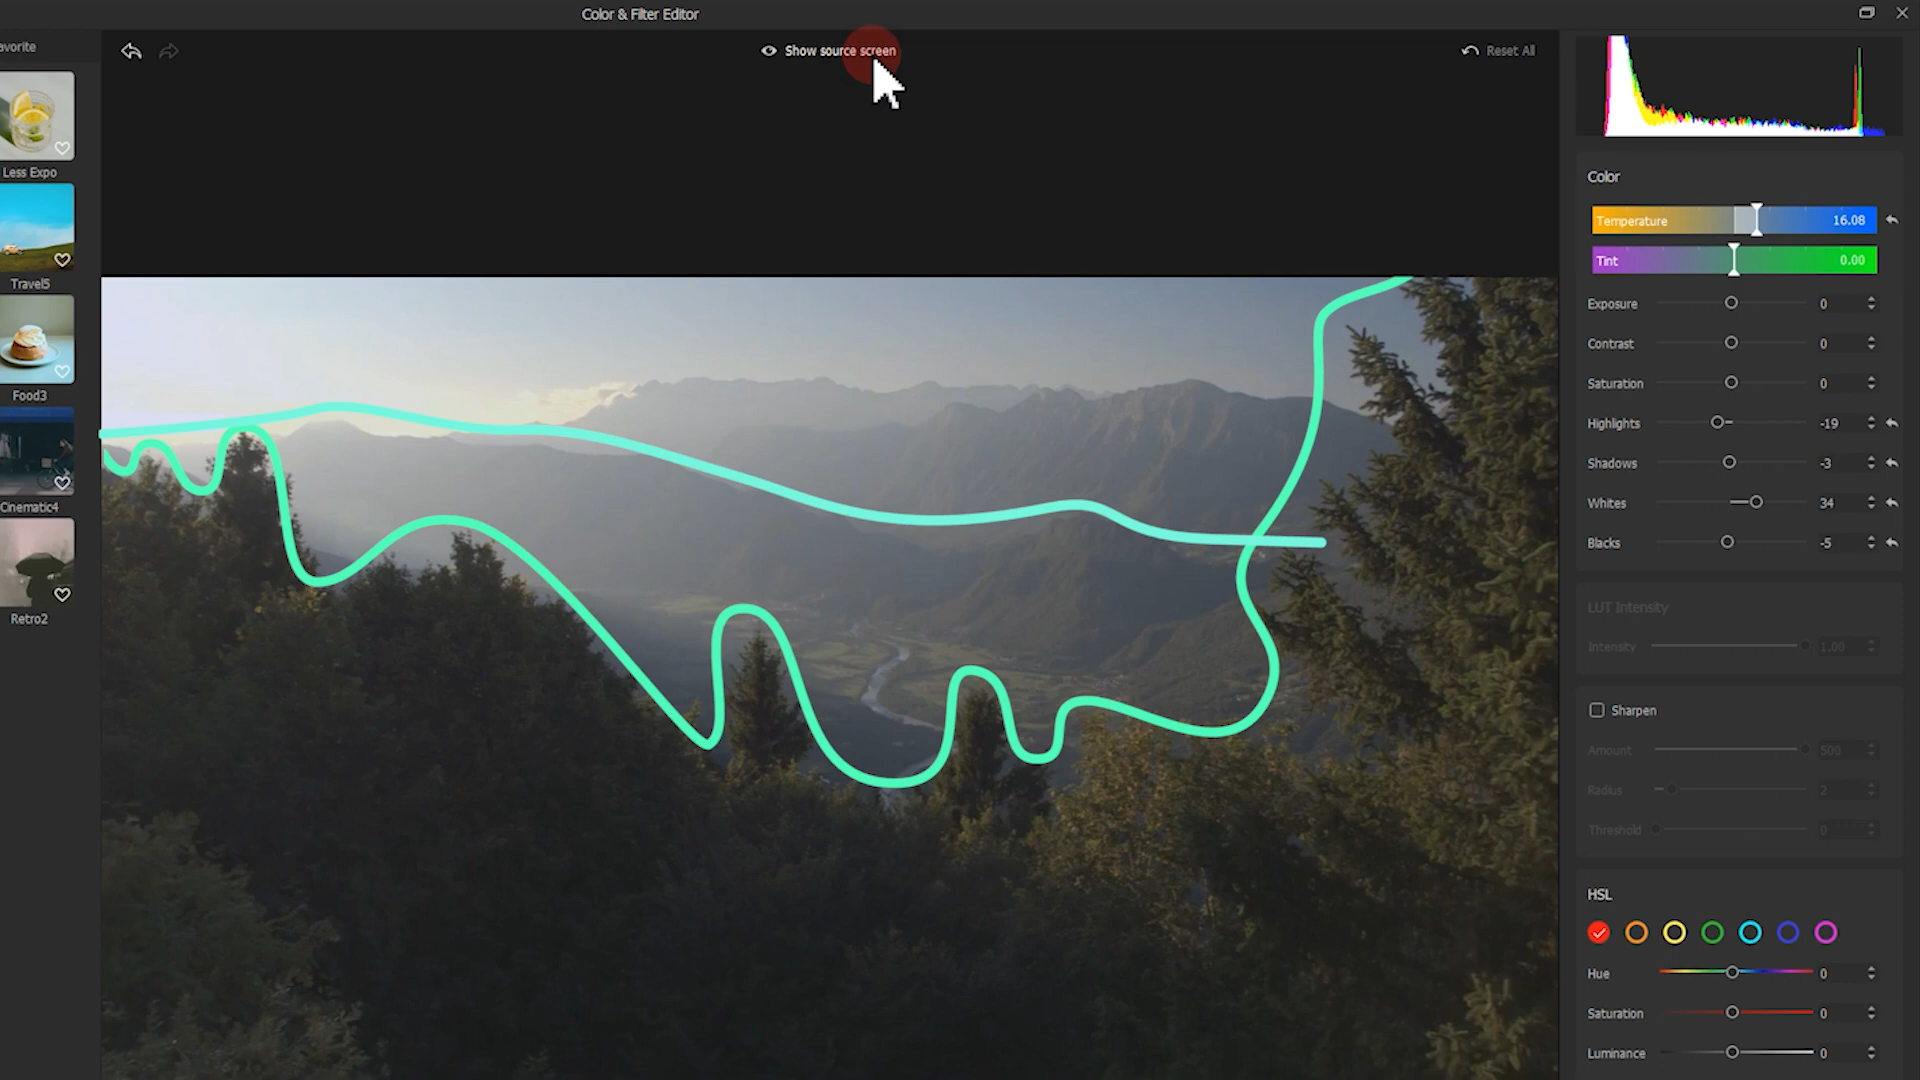 Color & Filter Editor
avorite
Show source screen
Reset All
Less Expo
Travel5
Food3
Cinematic4
Retro2
Color
Temperature 16.08
Tint 0.00
Exposure 0
Contrast 0
Saturation 0
Highlights -19
Shadows -3
Whites 34
Blacks -5
LUT Intensity
Intensity 1.00
Sharpen
Amount 500
Radius 2
Threshold 0
HSL
Hue 0
Saturation 0
Luminance 0